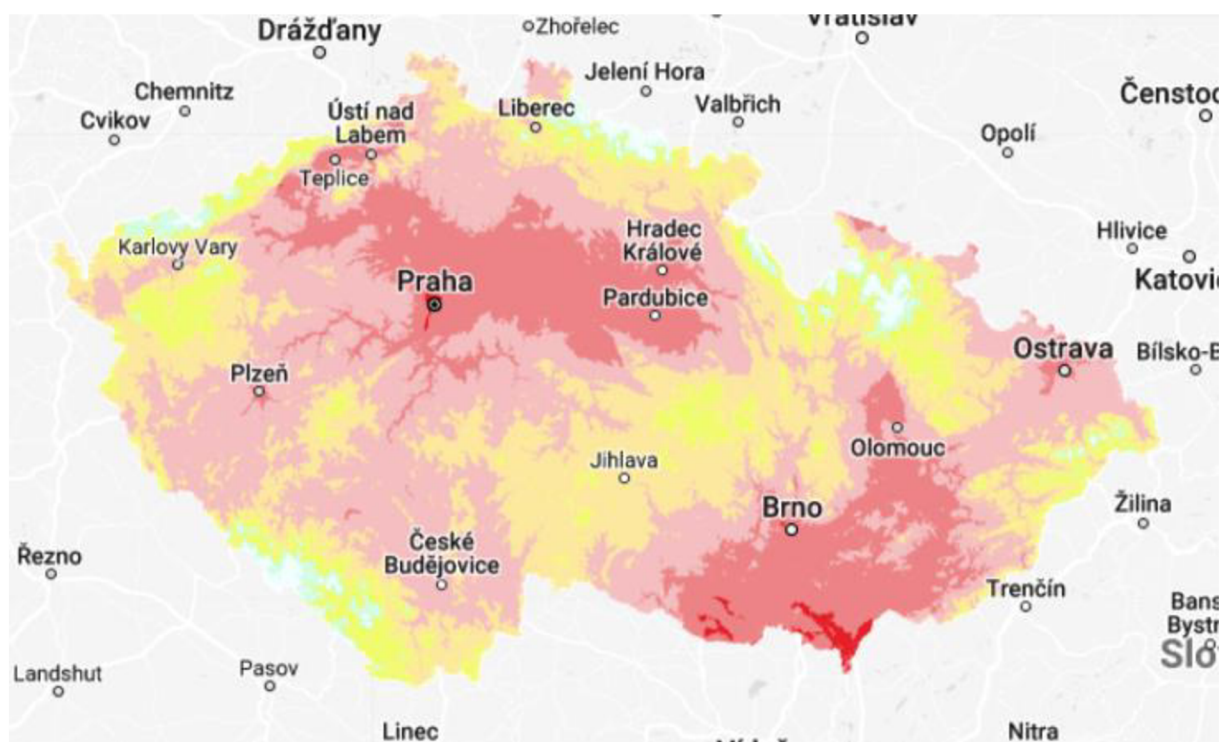 Drážďany
Zhořelec
Vratislav
Chemnitz
Ústí nad
Labem
Liberec
Jelení Hora
Valbřich
Cvikov
Opolí
Teplice
Karlovy Vary
Hradec
Králové
Hlivice
Praha
Pardubice
Plzeň
Ostrava
Olomouc
Jihlava
Brno
Žilina
České
Budějovice
Řezno
Trenčín
Landshut
Pasov
Linec
Nitra